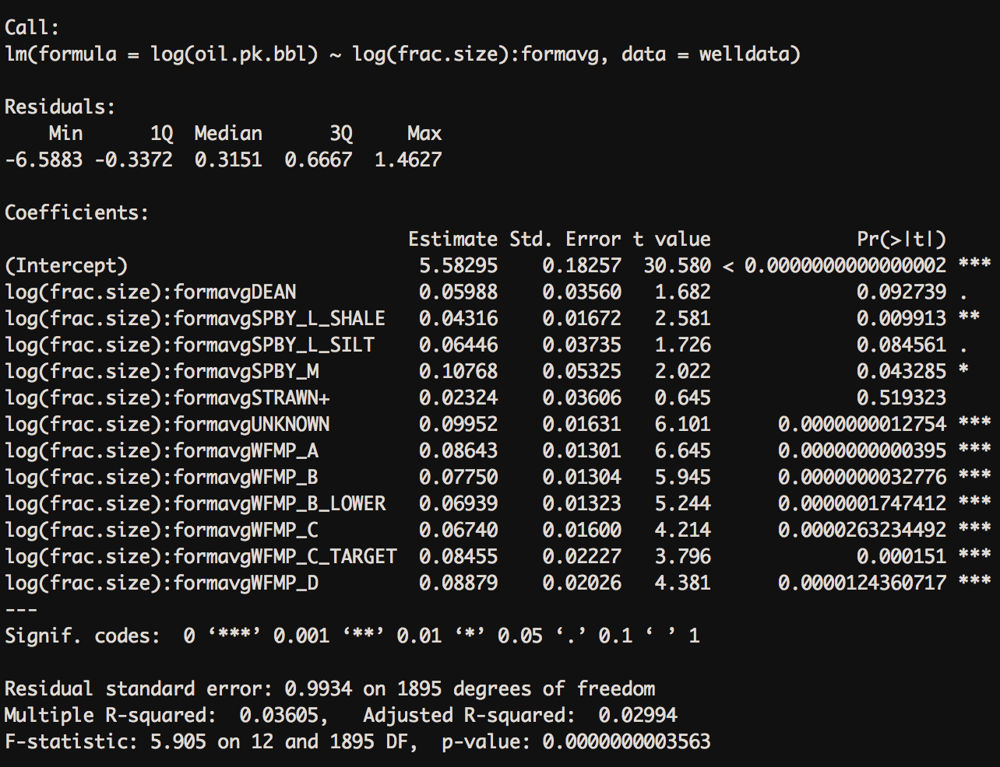 Call:
lm(formula = log(oil.pk.bbl) ~ log(frac.size):formavg, data = welldata)
Residuals:
    Min      1Q  Median      3Q     Max
-6.5883 -0.3372  0.3151  0.6667  1.4627
Coefficients:
                                    Estimate Std. Error t value             Pr(>|t|)
(Intercept)                          5.58295    0.18257  30.580 < 0.0000000000000002 ***
log(frac.size):formavgDEAN           0.05988    0.03560   1.682             0.092739 .
log(frac.size):formavgSPBY_L_SHALE   0.04316    0.01672   2.581             0.009913 **
log(frac.size):formavgSPBY_L_SILT    0.06446    0.03735   1.726             0.084561 .
log(frac.size):formavgSPBY_M         0.10768    0.05325   2.022             0.043285 *
log(frac.size):formavgSTRAWN+        0.02324    0.03606   0.645             0.519323
log(frac.size):formavgUNKNOWN        0.09952    0.01631   6.101      0.0000000012754 ***
log(frac.size):formavgWFMP_A         0.08643    0.01301   6.645      0.0000000000395 ***
log(frac.size):formavgWFMP_B         0.07750    0.01304   5.945      0.0000000032776 ***
log(frac.size):formavgWFMP_B_LOWER   0.06939    0.01323   5.244      0.0000001747412 ***
log(frac.size):formavgWFMP_C         0.06740    0.01600   4.214      0.0000263234492 ***
log(frac.size):formavgWFMP_C_TARGET  0.08455    0.02227   3.796             0.000151 ***
log(frac.size):formavgWFMP_D         0.08879    0.02026   4.381      0.0000124360717 ***
---
Signif. codes:  0 ‘***’ 0.001 ‘**’ 0.01 ‘*’ 0.05 ‘.’ 0.1 ‘ ’ 1
Residual standard error: 0.9934 on 1895 degrees of freedom
Multiple R-squared:  0.03605,	Adjusted R-squared:  0.02994
F-statistic: 5.905 on 12 and 1895 DF,  p-value: 0.0000000003563